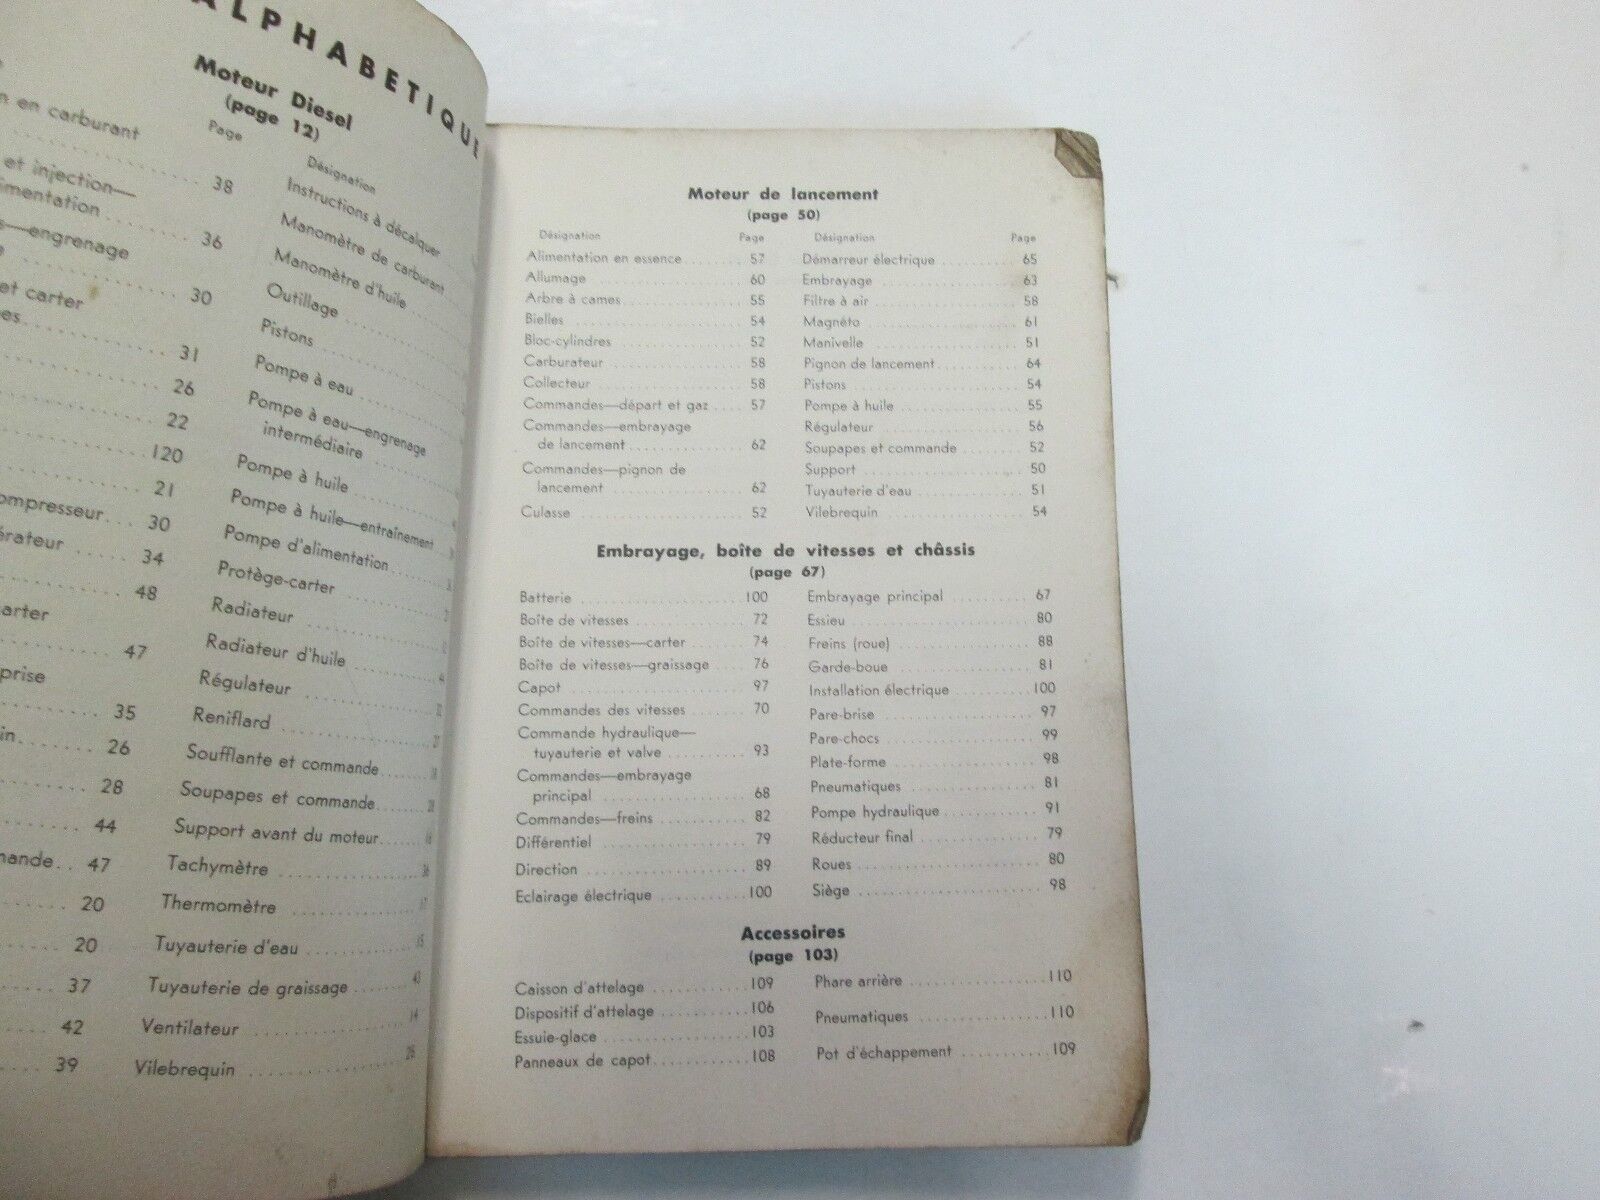 ALPHABETIQUE
Moteur Diesel
(page 12)
Page
en carburant
38
et injection—
36
engrenage
30
et carter
31
26
22
120
21
30
34
48
carter
47
prise
35
26
28
44
47
20
20
37
42
39
Désignation
Instructions à décalquer
Manomètre de carburant
Manomètre d'huile
Outillage
Pistons
Pompe à eau
Pompe à eau—engrenage
intermédiaire
Pompe à huile
Pompe à huile—entraînement
Pompe d'alimentation
Protège-carter
Radiateur
Radiateur d'huile
Régulateur
Reniflard
Soufflante et commande
Soupapes et commande
Support avant du moteur
Tachymètre
Thermomètre
Tuyauterie d'eau
Tuyauterie de graissage
Ventilateur
Vilebrequin
Moteur de lancement
(page 50)
Désignation Page
Alimentation en essence ........ 57
Allumage ........ 60
Arbre à cames ........ 55
Bielles ........ 54
Bloc-cylindres ........ 52
Carburateur ........ 58
Collecteur ........ 58
Commandes—départ et gaz .... 57
Commandes—embrayage
de lancement ........ 62
Commandes—pignon de
lancement ........ 62
Culasse ........ 52
Désignation Page
Démarreur électrique ........ 65
Embrayage ........ 63
Filtre à air ........ 58
Magnéto ........ 61
Manivelle ........ 51
Pignon de lancement ........ 64
Pistons ........ 54
Pompe à huile ........ 55
Régulateur ........ 56
Soupapes et commande ........ 52
Support ........ 50
Tuyauterie d'eau ........ 51
Vilebrequin ........ 54
Embrayage, boîte de vitesses et châssis
(page 67)
Batterie ........ 100
Boîte de vitesses ........ 72
Boîte de vitesses—carter ........ 74
Boîte de vitesses—graissage .... 76
Capot ........ 97
Commandes des vitesses ........ 70
Commande hydraulique—
tuyauterie et valve ........ 93
Commandes—embrayage
principal ........ 68
Commandes—freins ........ 82
Différentiel ........ 79
Direction ........ 89
Eclairage électrique ........ 100
Embrayage principal ........ 67
Essieu ........ 80
Freins (roue) ........ 88
Garde-boue ........ 81
Installation électrique ........ 100
Pare-brise ........ 97
Pare-chocs ........ 99
Plate-forme ........ 98
Pneumatiques ........ 81
Pompe hydraulique ........ 91
Réducteur final ........ 79
Roues ........ 80
Siège ........ 98
Accessoires
(page 103)
Caisson d'attelage ........ 109
Dispositif d'attelage ........ 106
Essuie-glace ........ 103
Panneaux de capot ........ 108
Phare arrière ........ 110
Pneumatiques ........ 110
Pot d'échappement ........ 109